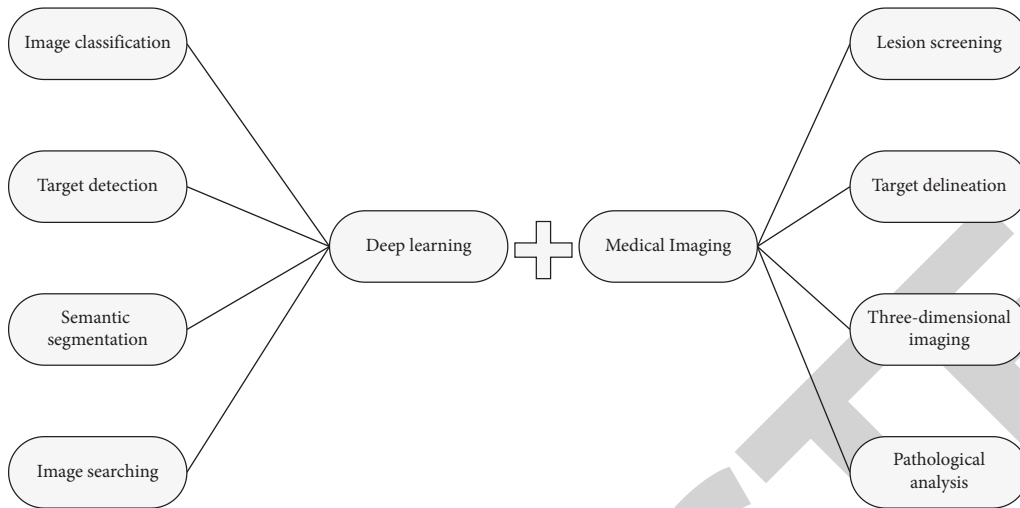 Image classification
Target detection
Semantic
segmentation
Image searching
Deep learning
Medical Imaging
Lesion screening
Target delineation
Three-dimensional
imaging
Pathological
analysis